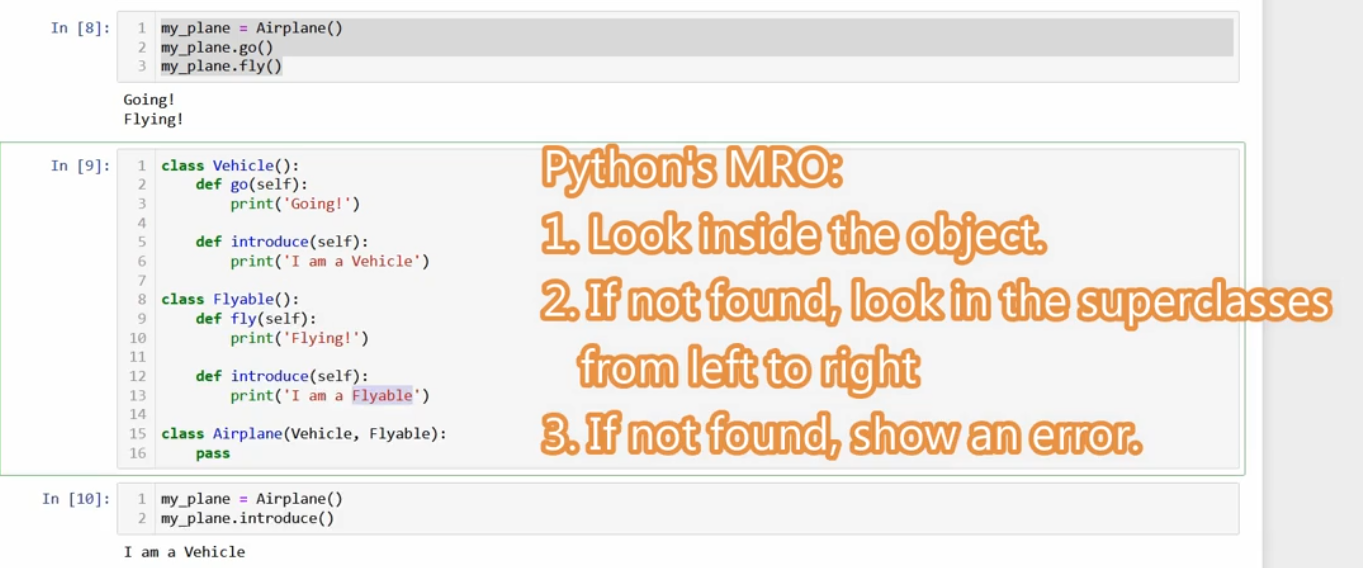 In [8]:
1 my_plane = Airplane()
2 my_plane.go()
3 my_plane.fly()
Going!
Flying!
In [9]:
1 class Vehicle():
2     def go(self):
3         print('Going!')
4
5     def introduce(self):
6         print('I am a Vehicle')
7
8 class Flyable():
9     def fly(self):
10         print('Flying!')
11
12     def introduce(self):
13         print('I am a Flyable')
14
15 class Airplane(Vehicle, Flyable):
16     pass
Python's MRO:
1. Look inside the object.
2. If not found, look in the superclasses
from left to right
3. If not found, show an error.
In [10]:
1 my_plane = Airplane()
2 my_plane.introduce()
I am a Vehicle